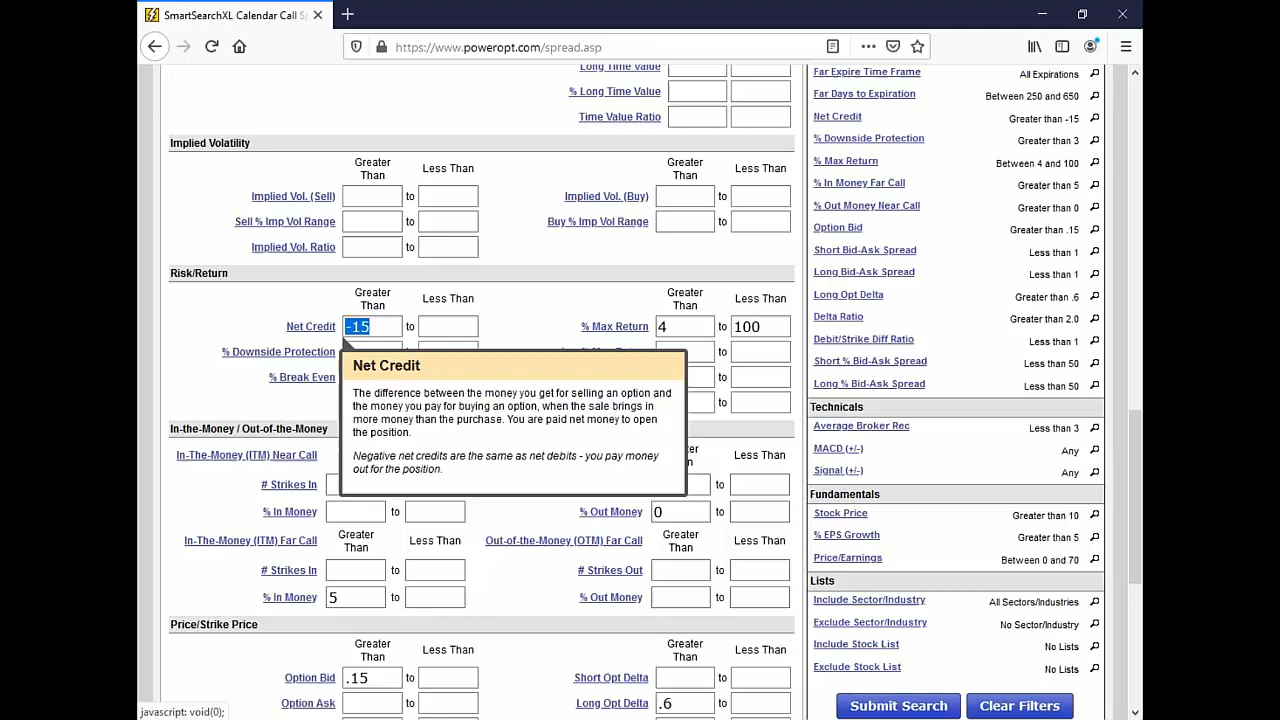 SmartSearchXL Calendar Call Sp
https://www.poweropt.com/spread.asp
Long Time Value
% Long Time Value
Time Value Ratio
Implied Volatility
Greater Than Less Than Greater Than Less Than
Implied Vol. (Sell) to Implied Vol. (Buy) to
Sell % Imp Vol Range to Buy % Imp Vol Range to
Implied Vol. Ratio to
Risk/Return
Greater Than Less Than Greater Than Less Than
Net Credit -15 to % Max Return 4 to 100
% Downside Protection
% Break Even to
to
Net Credit
The difference between the money you get for selling an option and
the money you pay for buying an option, when the sale brings in
more money than the purchase. You are paid net money to open
the position.
Negative net credits are the same as net debits - you pay money
out for the position.
In-the-Money / Out-of-the-Money
In-The-Money (ITM) Near Call Less Than
# Strikes In to
% In Money to % Out Money 0 to
In-The-Money (ITM) Far Call Greater Than Less Than Out-of-the-Money (OTM) Far Call Greater Than Less Than
# Strikes In to # Strikes Out to
% In Money 5 to % Out Money to
Price/Strike Price
Greater Than Less Than Greater Than Less Than
Option Bid .15 to Short Opt Delta to
Option Ask to Long Opt Delta .6 to
Far Expire Time Frame All Expirations
Far Days to Expiration Between 250 and 650
Net Credit Greater than -15
% Downside Protection Greater than 3
% Max Return Between 4 and 100
% In Money Far Call Greater than 5
% Out Money Near Call Greater than 0
Option Bid Greater than .15
Short Bid-Ask Spread Less than 1
Long Bid-Ask Spread Less than 1
Long Opt Delta Greater than .6
Delta Ratio Greater than 2.0
Debit/Strike Diff Ratio Less than 1
Short % Bid-Ask Spread Less than 50
Long % Bid-Ask Spread Less than 50
Technicals
Average Broker Rec Less than 3
MACD (+/-) Any
Signal (+/-) Any
Fundamentals
Stock Price Greater than 10
% EPS Growth Greater than 5
Price/Earnings Between 0 and 70
Lists
Include Sector/Industry All Sectors/Industries
Exclude Sector/Industry No Sector/Industry
Include Stock List No Lists
Exclude Stock List No Lists
Submit Search Clear Filters
javascript: void(0);